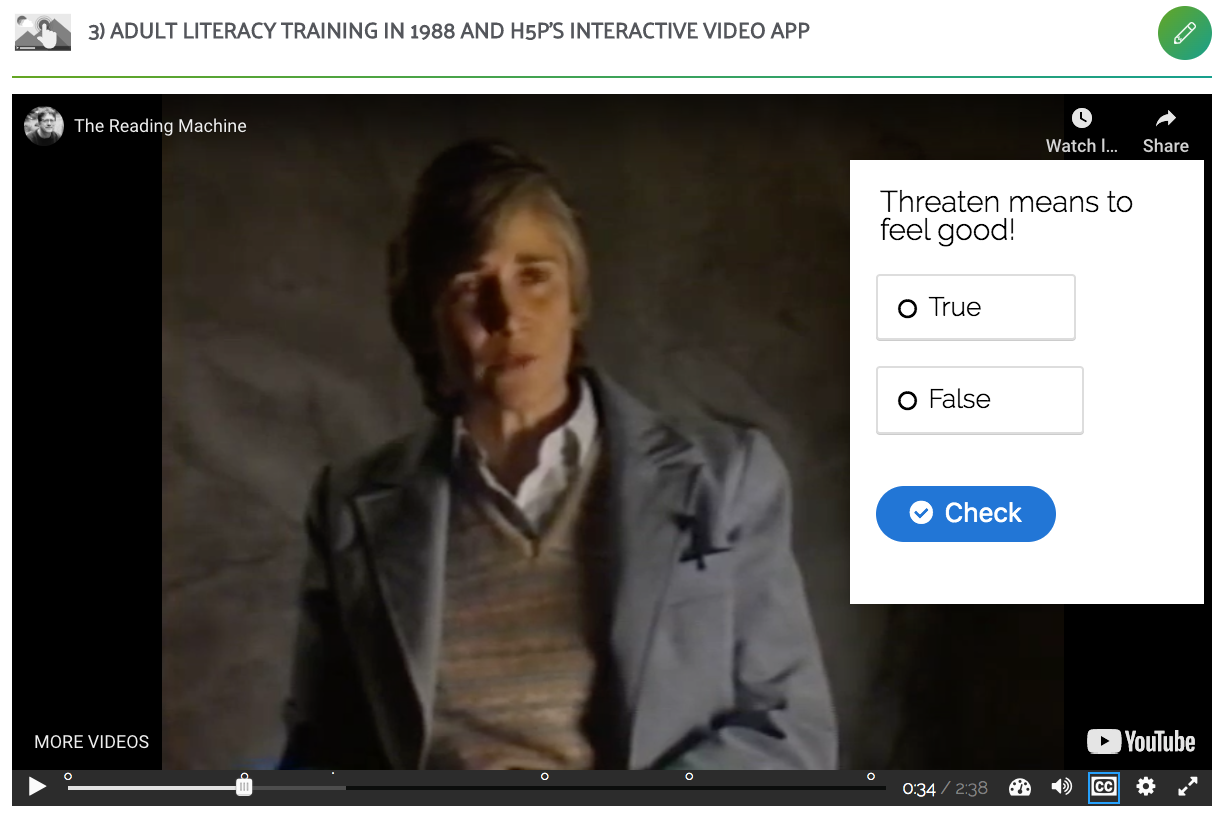 3) ADULT LITERACY TRAINING IN 1988 AND H5P'S INTERACTIVE VIDEO APP
The Reading Machine
Watch l...
Share
Threaten means to
feel good!
True
False
Check
MORE VIDEOS
YouTube
0:34 / 2:38
CC